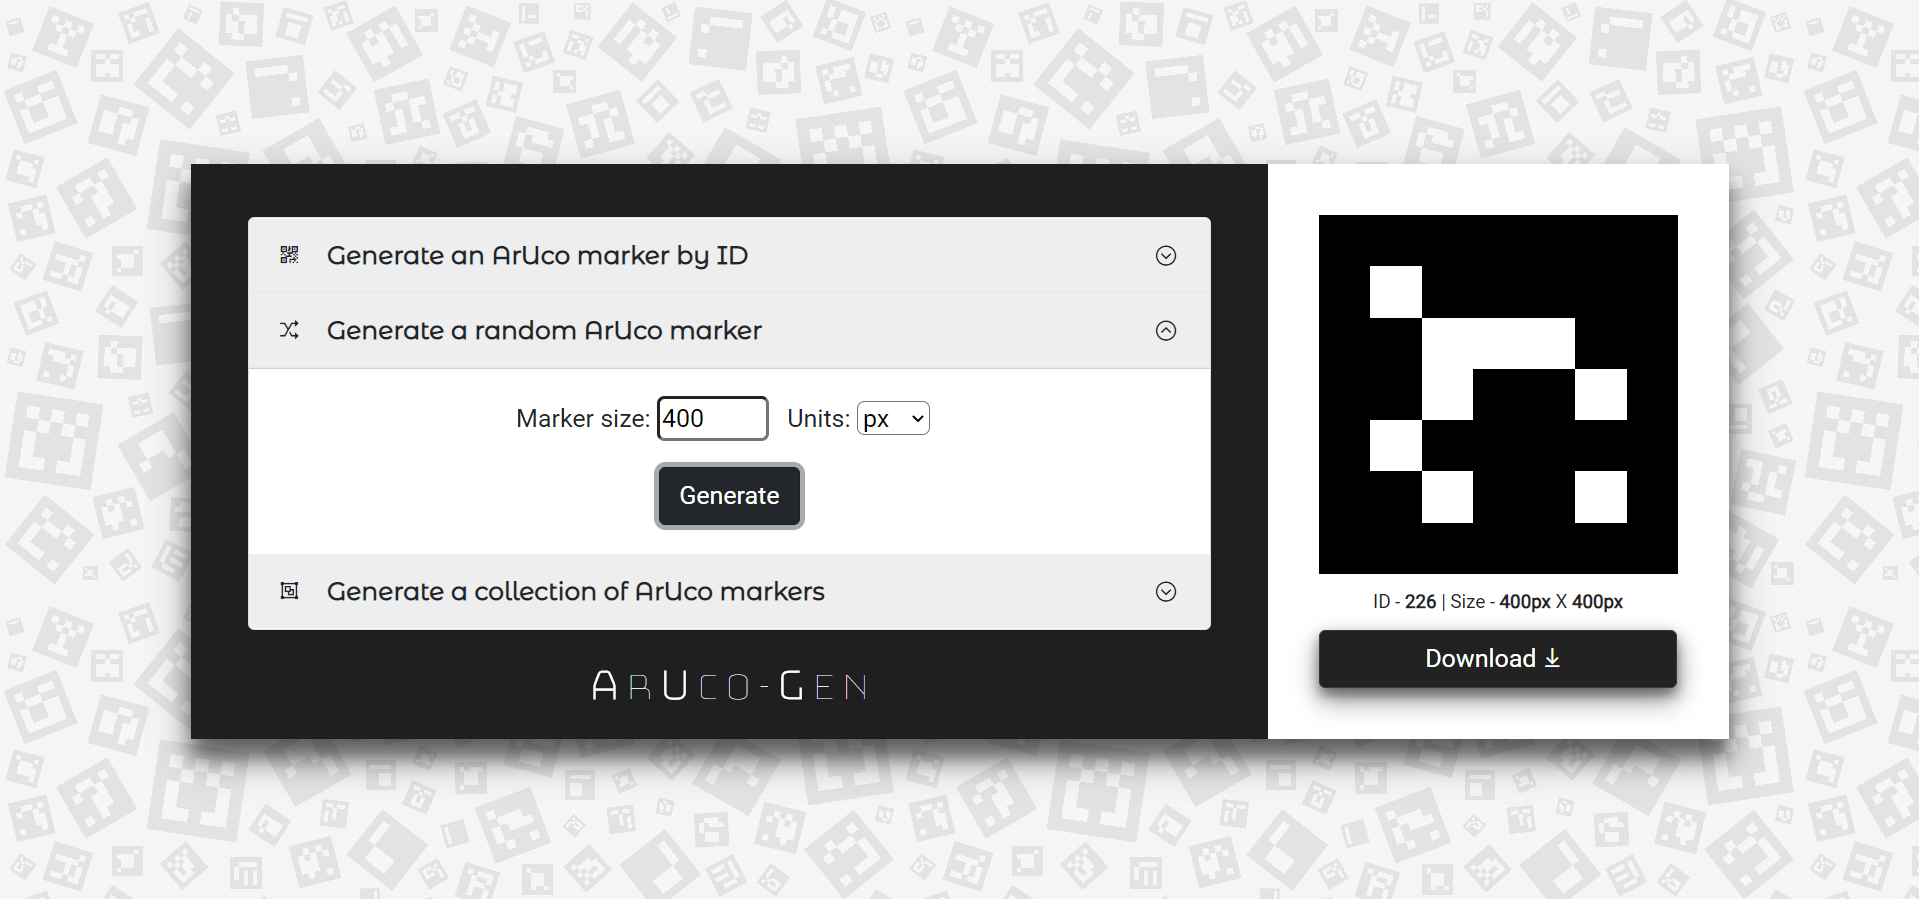 Generate an ArUco marker by ID
Generate a random ArUco marker
Marker size: 400 Units: px
Generate
Generate a collection of ArUco markers
ArUco-Gen
ID - 226 | Size - 400px X 400px
Download